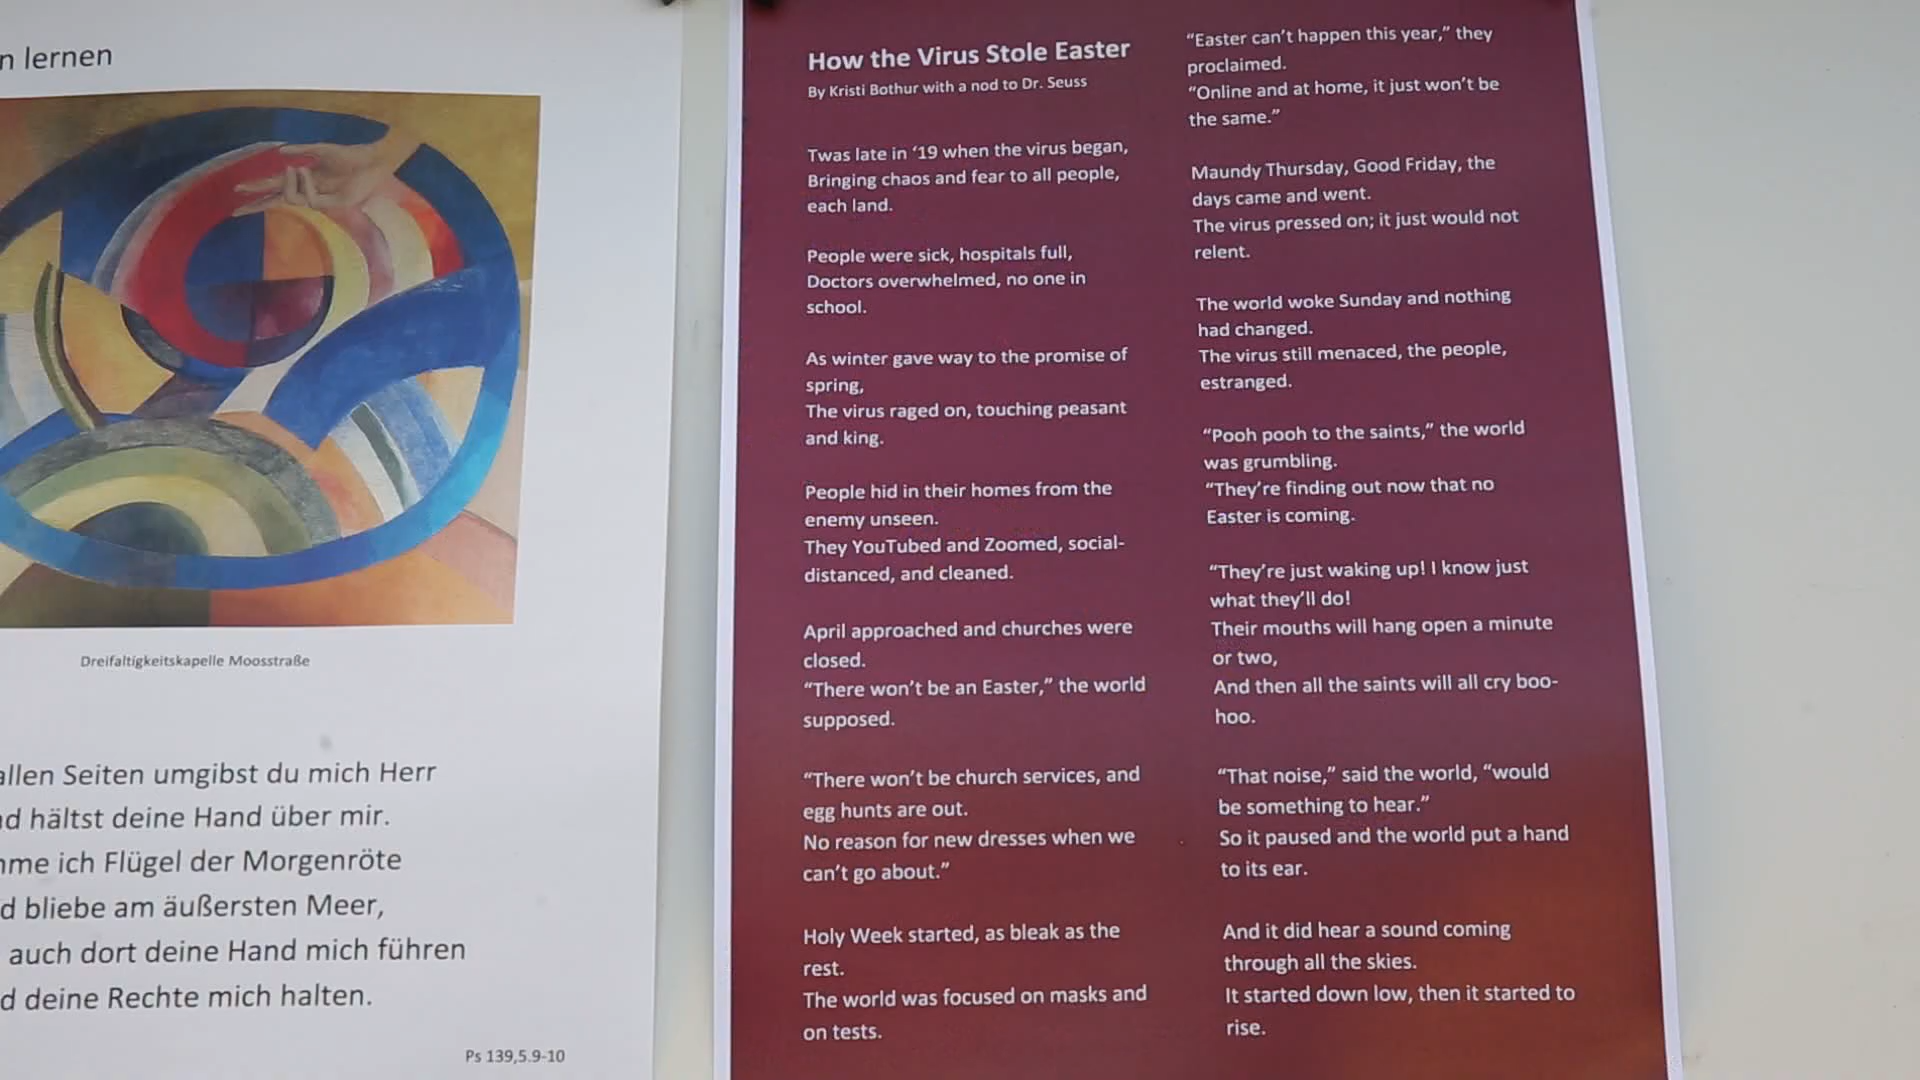 lernen
Dreifaltigkeitskapelle Moosstraße
allen Seiten umgibst du mich Herr
hältst deine Hand über mir.
ich Flügel der Morgenröte
bliebe am äußersten Meer,
auch dort deine Hand mich führen
deine Rechte mich halten.
Ps 139,5.9-10
How the Virus Stole Easter
By Kristi Bothur with a nod to Dr. Seuss
Twas late in ‘19 when the virus began,
Bringing chaos and fear to all people,
each land.
People were sick, hospitals full,
Doctors overwhelmed, no one in
school.
As winter gave way to the promise of
spring,
The virus raged on, touching peasant
and king.
People hid in their homes from the
enemy unseen.
They YouTubed and Zoomed, social-
distanced, and cleaned.
April approached and churches were
closed.
“There won’t be an Easter,” the world
supposed.
“There won’t be church services, and
egg hunts are out.
No reason for new dresses when we
can’t go about.”
Holy Week started, as bleak as the
rest.
The world was focused on masks and
on tests.
“Easter can’t happen this year,” they
proclaimed.
“Online and at home, it just won’t be
the same.”
Maundy Thursday, Good Friday, the
days came and went.
The virus pressed on; it just would not
relent.
The world woke Sunday and nothing
had changed.
The virus still menaced, the people,
estranged.
“Pooh pooh to the saints,” the world
was grumbling.
“They’re finding out now that no
Easter is coming.
“They’re just waking up! I know just
what they’ll do!
Their mouths will hang open a minute
or two,
And then all the saints will all cry boo-
hoo.
“That noise,” said the world, “would
be something to hear.”
So it paused and the world put a hand
to its ear.
And it did hear a sound coming
through all the skies.
It started down low, then it started to
rise.